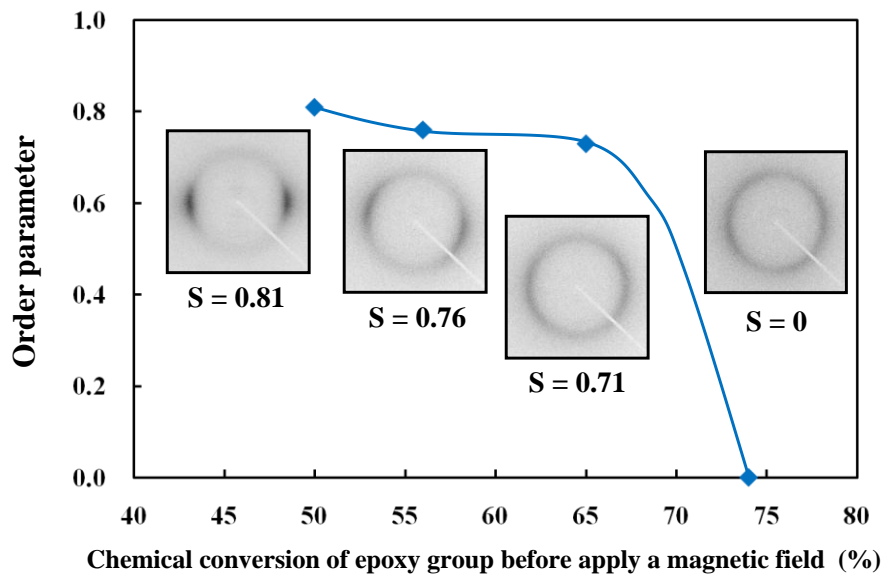 1.0
0.8
0.6
0.4
0.2
0.0
Order parameter
S = 0.81
S = 0.76
S = 0.71
S = 0
40 45 50 55 60 65 70 75 80
Chemical conversion of epoxy group before apply a magnetic field (%)